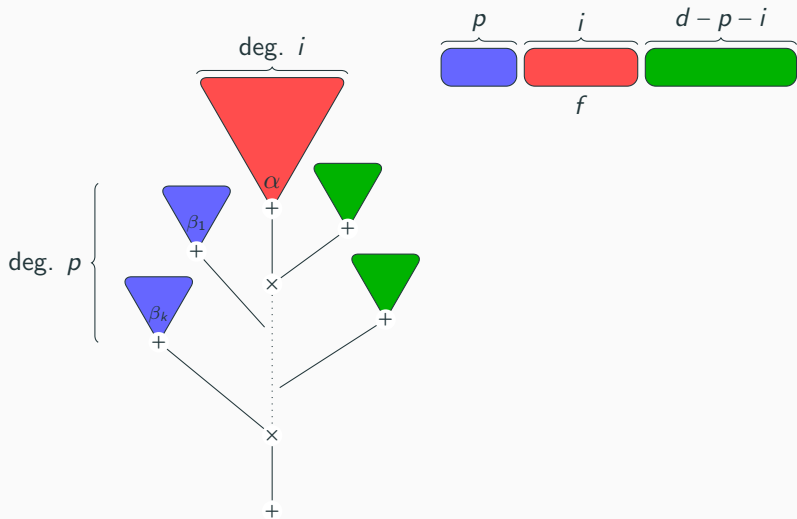 p i d − p − i
f
deg. i
α
+
β₁
+
+
deg. p
×
βₖ
+
+
×
+